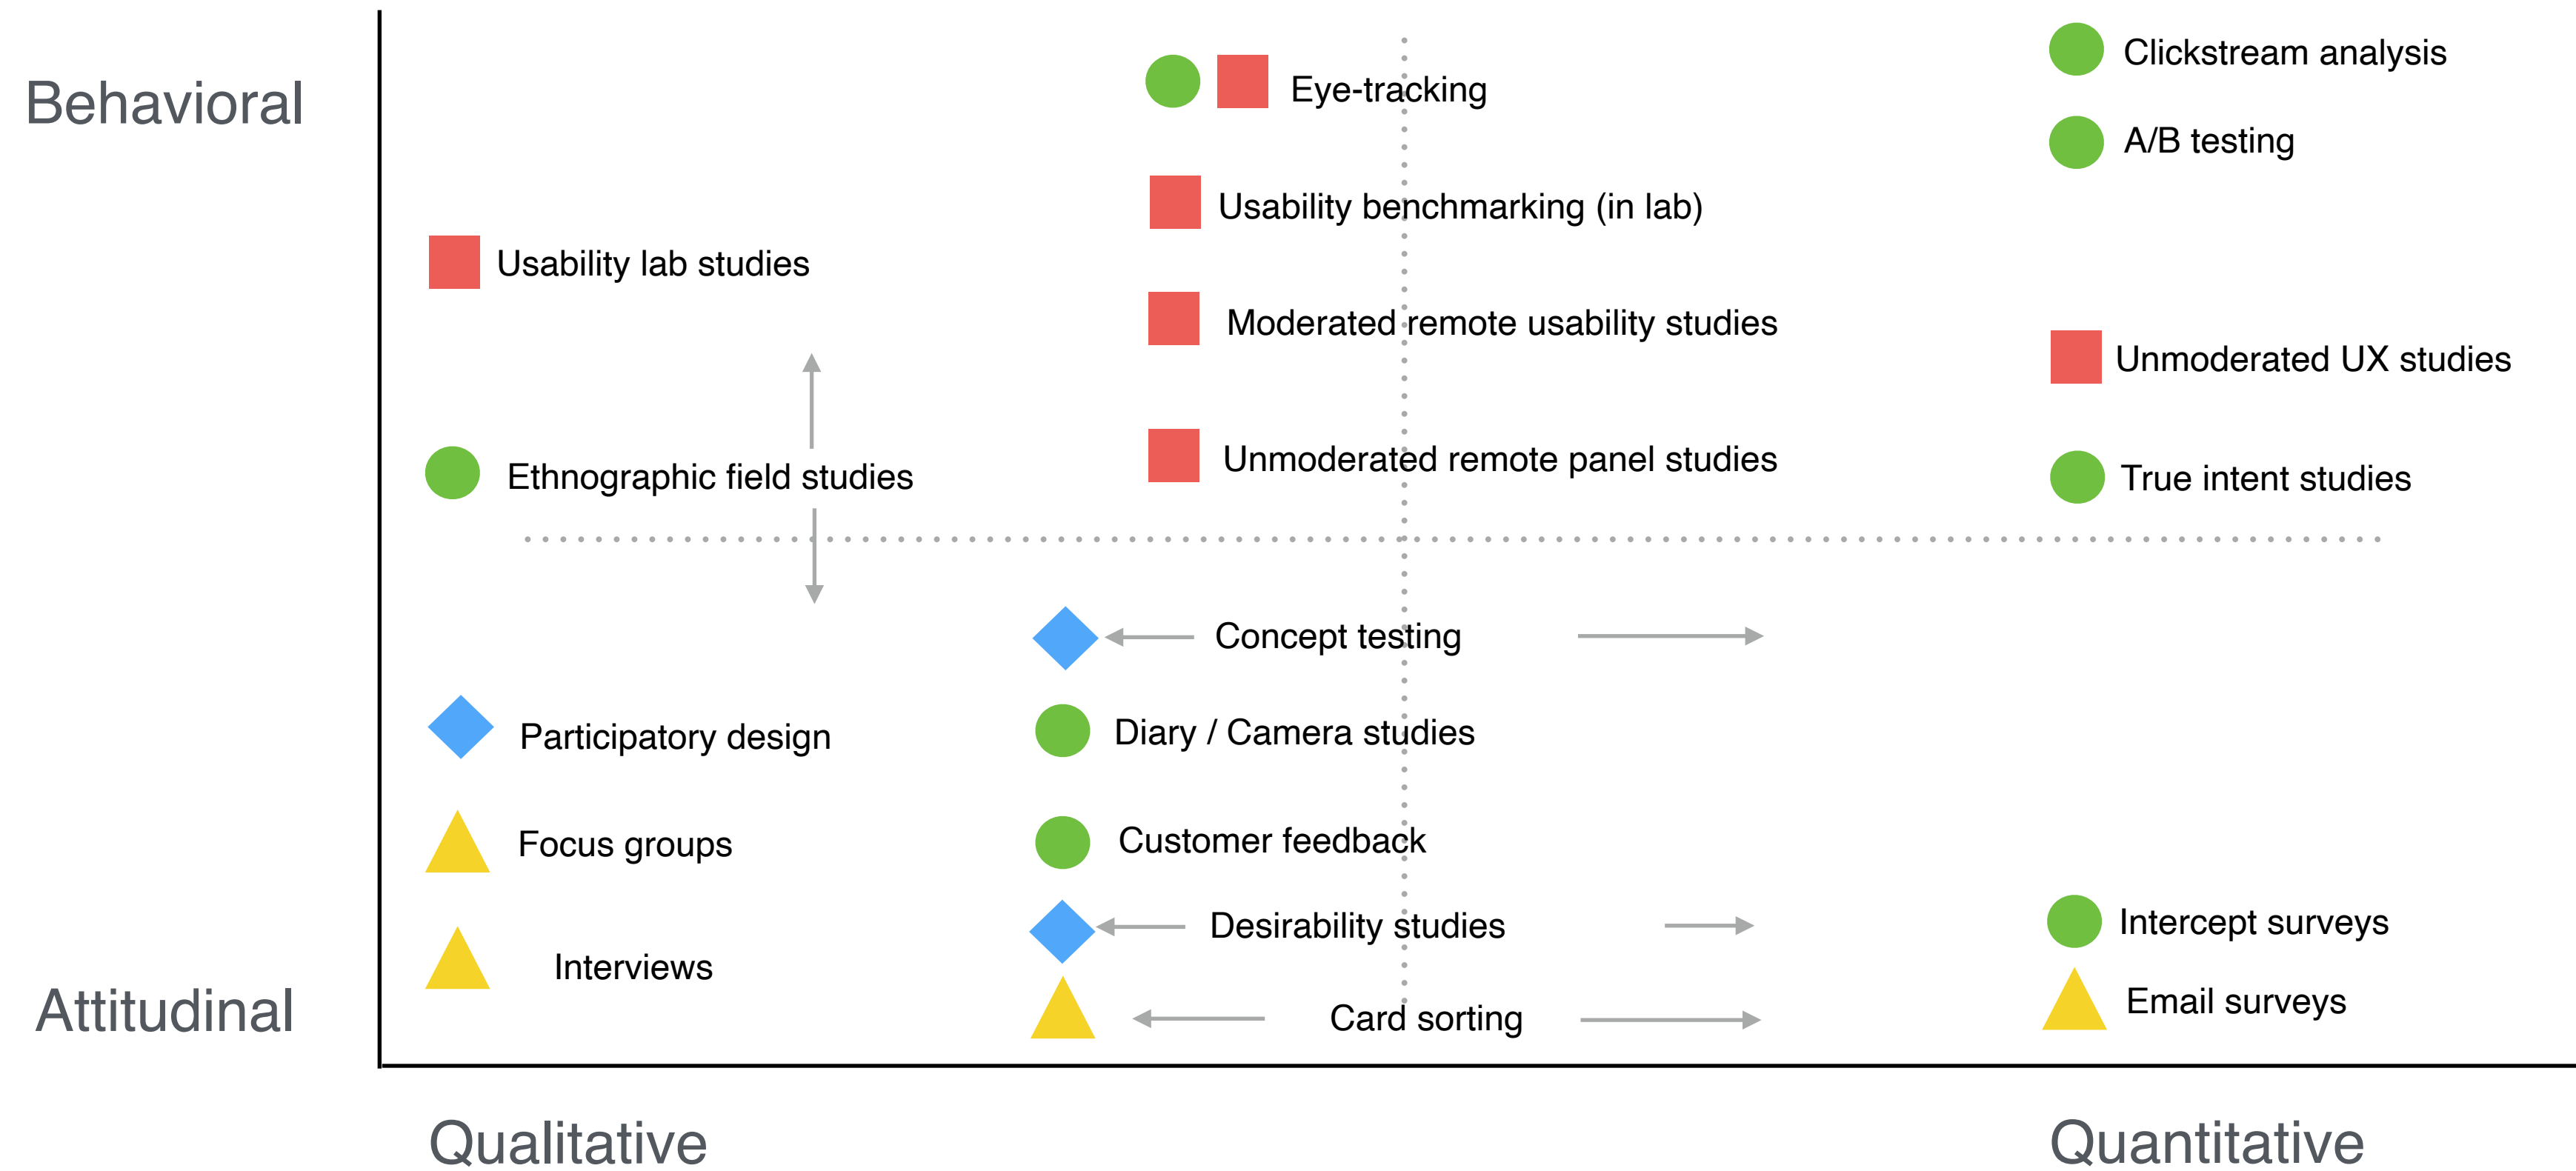 Behavioral
Eye-tracking
Clickstream analysis
A/B testing
Usability benchmarking (in lab)
Usability lab studies
Moderated remote usability studies
Unmoderated UX studies
Ethnographic field studies
Unmoderated remote panel studies
True intent studies
Concept testing
Participatory design
Diary / Camera studies
Focus groups
Customer feedback
Desirability studies
Intercept surveys
Interviews
Email surveys
Attitudinal
Card sorting
Qualitative
Quantitative